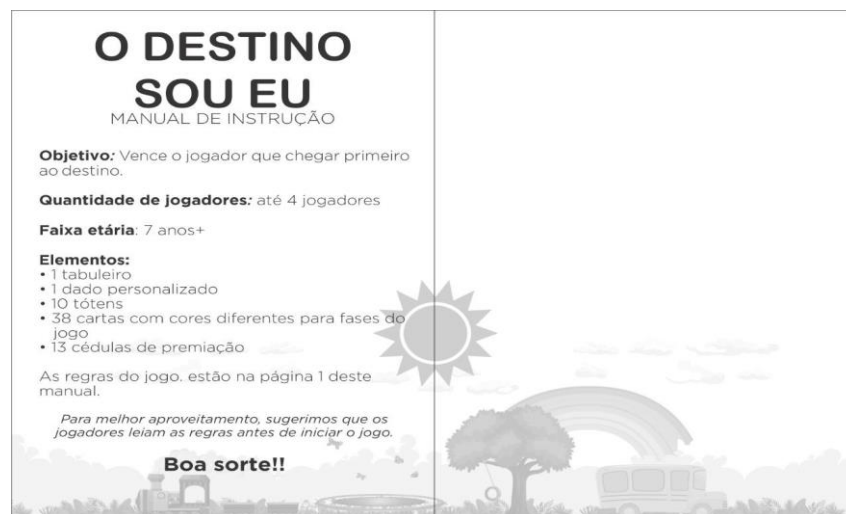 O DESTINO
SOU EU
MANUAL DE INSTRUÇÃO
Objetivo: Vence o jogador que chegar primeiro
ao destino.
Quantidade de jogadores: até 4 jogadores
Faixa etária: 7 anos+
Elementos:
• 1 tabuleiro
• 1 dado personalizado
• 10 tótens
• 38 cartas com cores diferentes para fases do
jogo
• 13 cédulas de premiação
As regras do jogo. estão na página 1 deste
manual.
Para melhor aproveitamento, sugerimos que os
jogadores leiam as regras antes de iniciar o jogo.
Boa sorte!!